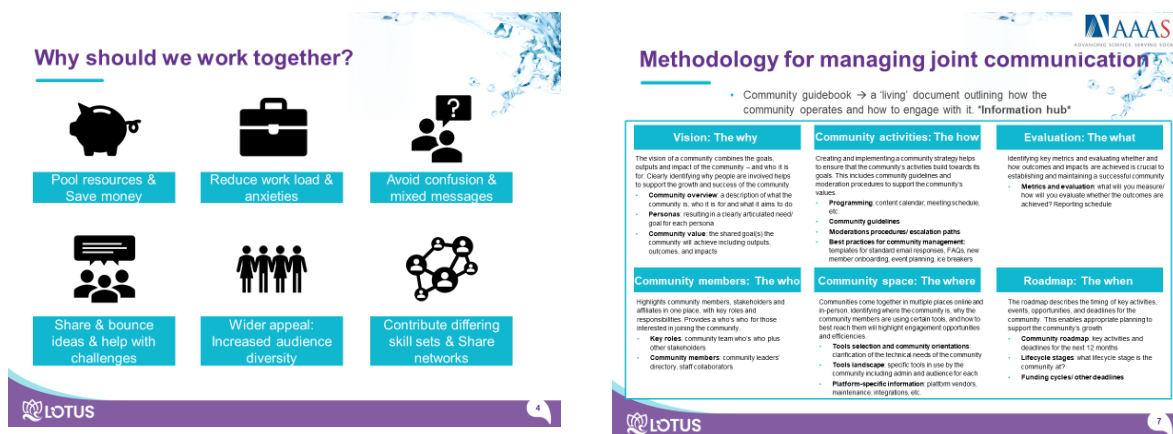 Why should we work together?
?
Pool resources &
Save money
Reduce work load &
anxieties
Avoid confusion &
mixed messages
Share & bounce
ideas & help with
challenges
Wider appeal:
Increased audience
diversity
Contribute differing
skill sets & Share
networks
LOTUS
4
AAAS
ADVANCING SCIENCE. SERVING SOC
Methodology for managing joint communication
• Community guidebook → a ‘living’ document outlining how the
community operates and how to engage with it. *Information hub*
Vision: The why
The vision of a community combines the goals,
outputs and impact of the community – and who it is
for. Clearly identifying why people are involved helps
to support the growth and success of the community.
• Community overview: a description of what the
community is, who it is for and what it aims to do
• Personas: resulting in a clearly articulated need/
goal for each persona
• Community value: the shared goal(s) the
community will achieve including outputs,
outcomes, and impacts
Community activities: The how
Creating and implementing a community strategy helps
to ensure that the community's activities build towards its
goals. This includes community guidelines and
moderation procedures to support the community's
values.
• Programming: content calendar, meeting schedule,
etc.
• Community guidelines
• Moderations procedures/ escalation paths
• Best practices for community management:
templates for standard email responses, FAQs, new
member onboarding, event planning, ice breakers
Evaluation: The what
Identifying key metrics and evaluating whether and
how outcomes and impacts are achieved is crucial to
establishing and maintaining a successful community
• Metrics and evaluation: what will you measure/
how will you evaluate whether the outcomes are
achieved? Reporting schedule
Community members: The who
Highlights community members, stakeholders and
affiliates in one place, with key roles and
responsibilities. Provides a who's who for those
interested in joining the community.
• Key roles: community team who's who plus
other stakeholders
• Community members: community leaders'
directory, staff collaborators
Community space: The where
Communities come together in multiple places online and
in-person. Identifying where the community is, why the
community members are using certain tools, and how to
best reach them will highlight engagement opportunities
and efficiencies.
• Tools selection and community orientations:
clarification of the technical needs of the community
• Tools landscape: specific tools in use by the
community including admin and audience for each
• Platform-specific information: platform vendors,
maintenance, integrations, etc.
Roadmap: The when
The roadmap describes the timing of key activities,
events, opportunities, and deadlines for the
community. This enables appropriate planning to
support the community's growth
• Community roadmap: key activities and
deadlines for the next 12 months
• Lifecycle stages: what lifecycle stage is the
community at?
• Funding cycles/ other deadlines
LOTUS
7